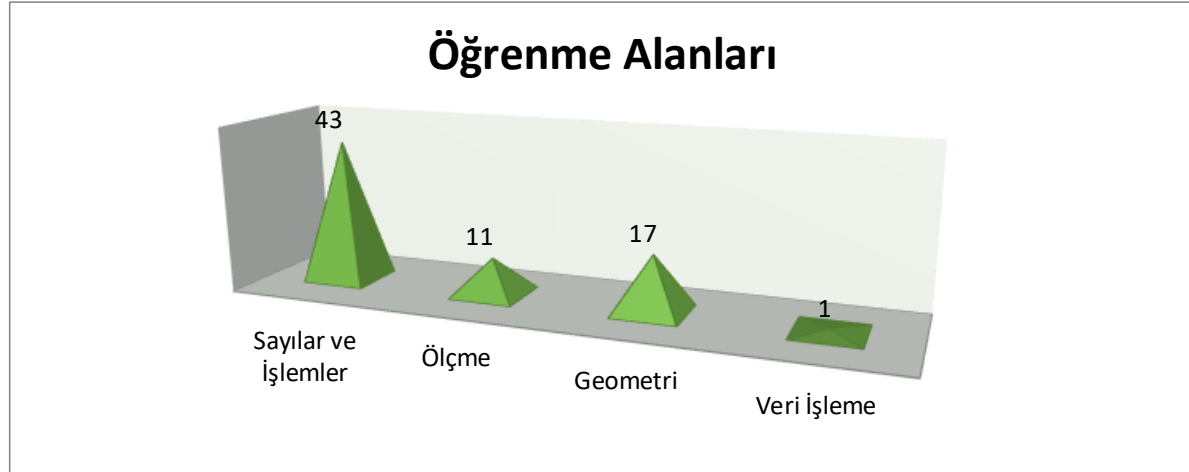 Öğrenme Alanları
43
11
17
1
Sayılar ve
İşlemler
Ölçme
Geometri
Veri İşleme